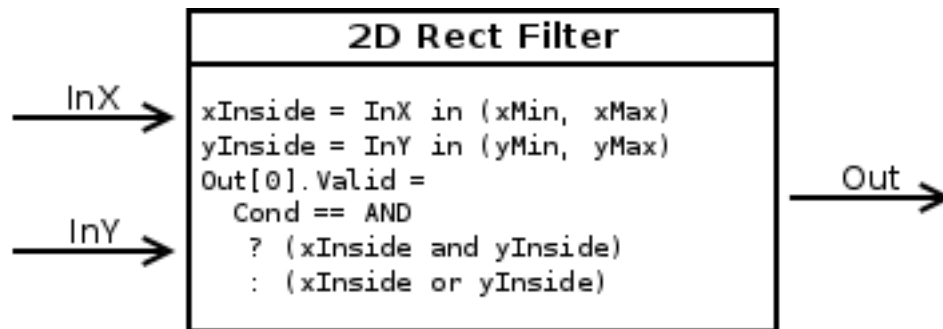 2D Rect Filter
InX
InY
xInside = InX in (xMin, xMax)
yInside = InY in (yMin, yMax)
Out[0].Valid =
Cond == AND
? (xInside and yInside)
: (xInside or yInside)
Out